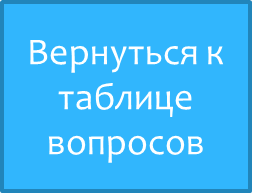 Вернуться к
таблице
вопросов